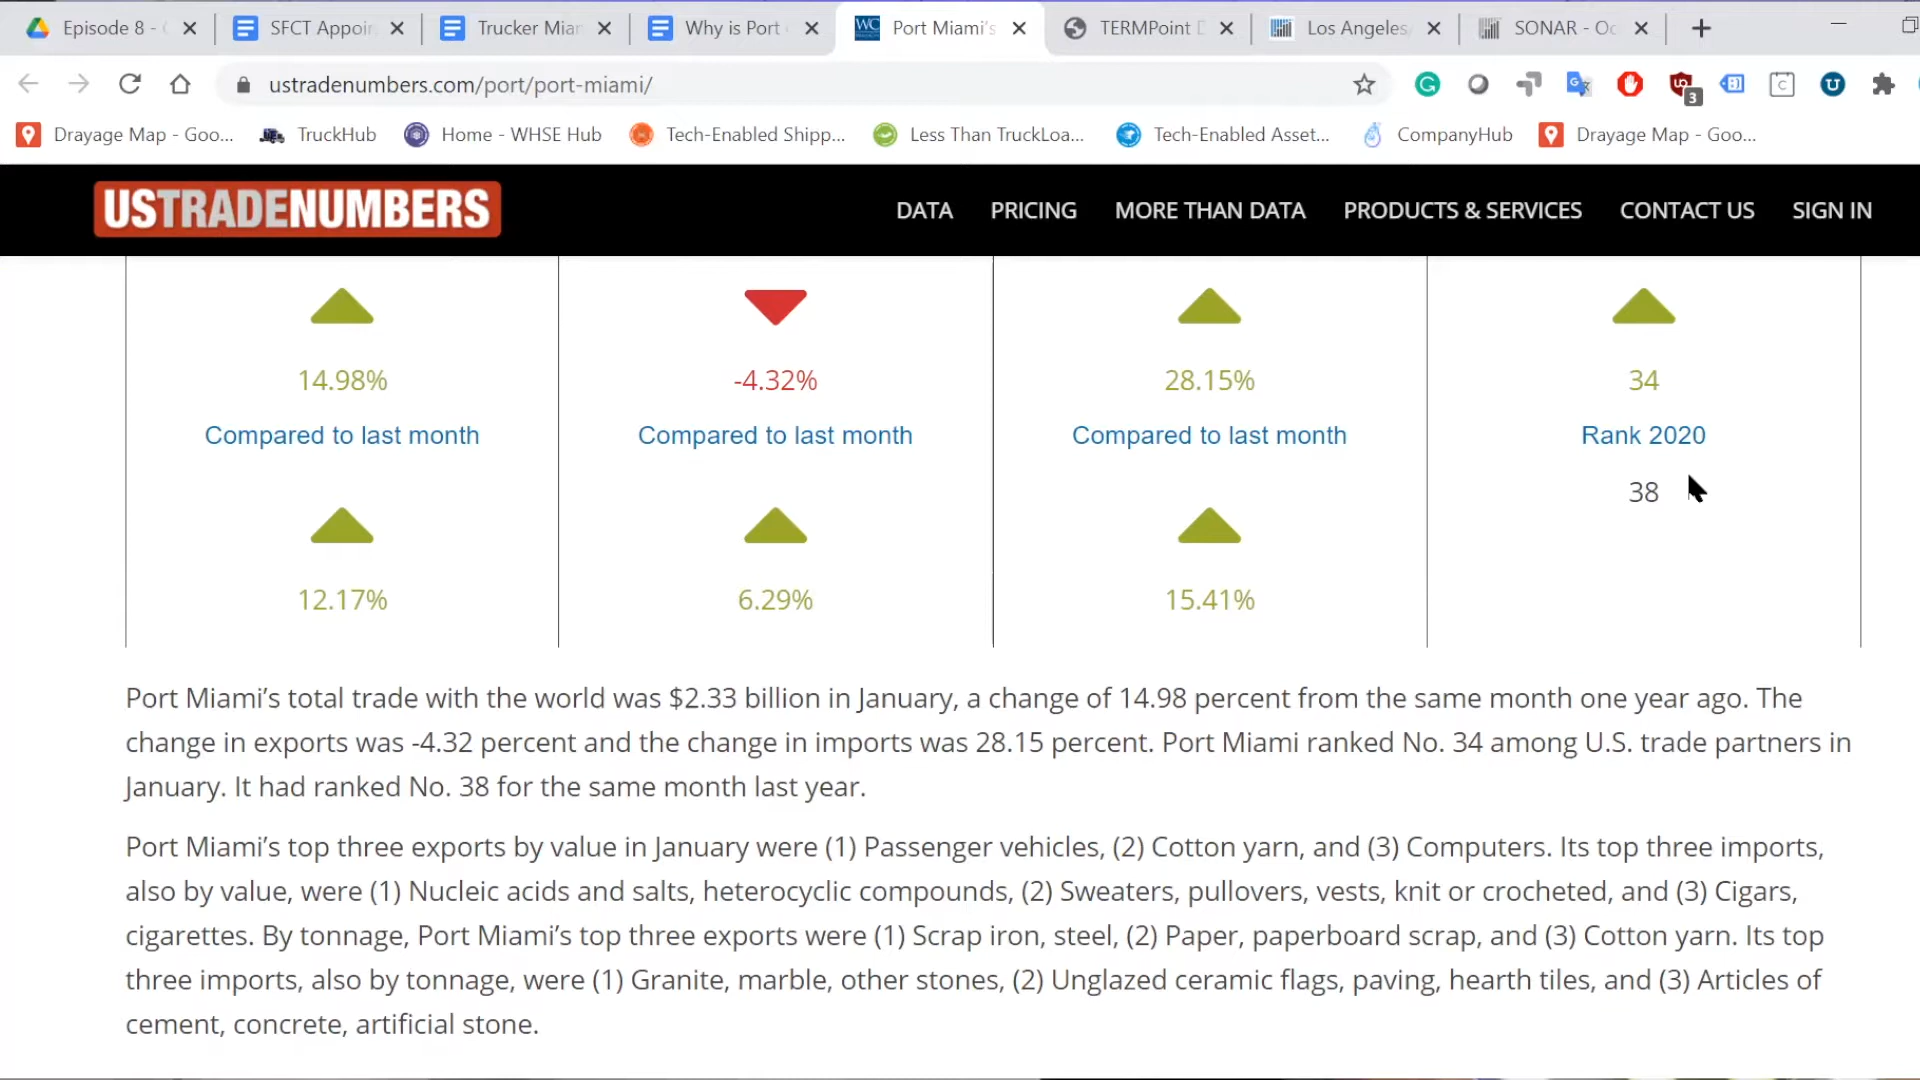 Episode 8 -
SFCT Appoin
Trucker Mian
Why is Port
Port Miami's
TERMPoint D
Los Angeles
SONAR - Oc
ustradenumbers.com/port/port-miami/
3
Drayage Map - Goo...
TruckHub
Home - WHSE Hub
Tech-Enabled Shipp...
Less Than TruckLoa...
Tech-Enabled Asset...
CompanyHub
Drayage Map - Goo...
USTRADENUMBERS
DATA
PRICING
MORE THAN DATA
PRODUCTS & SERVICES
CONTACT US
SIGN IN
14.98%
-4.32%
28.15%
34
Compared to last month
Compared to last month
Compared to last month
Rank 2020
38
12.17%
6.29%
15.41%
Port Miami’s total trade with the world was $2.33 billion in January, a change of 14.98 percent from the same month one year ago. The
change in exports was -4.32 percent and the change in imports was 28.15 percent. Port Miami ranked No. 34 among U.S. trade partners in
January. It had ranked No. 38 for the same month last year.
Port Miami’s top three exports by value in January were (1) Passenger vehicles, (2) Cotton yarn, and (3) Computers. Its top three imports,
also by value, were (1) Nucleic acids and salts, heterocyclic compounds, (2) Sweaters, pullovers, vests, knit or crocheted, and (3) Cigars,
cigarettes. By tonnage, Port Miami’s top three exports were (1) Scrap iron, steel, (2) Paper, paperboard scrap, and (3) Cotton yarn. Its top
three imports, also by tonnage, were (1) Granite, marble, other stones, (2) Unglazed ceramic flags, paving, hearth tiles, and (3) Articles of
cement, concrete, artificial stone.